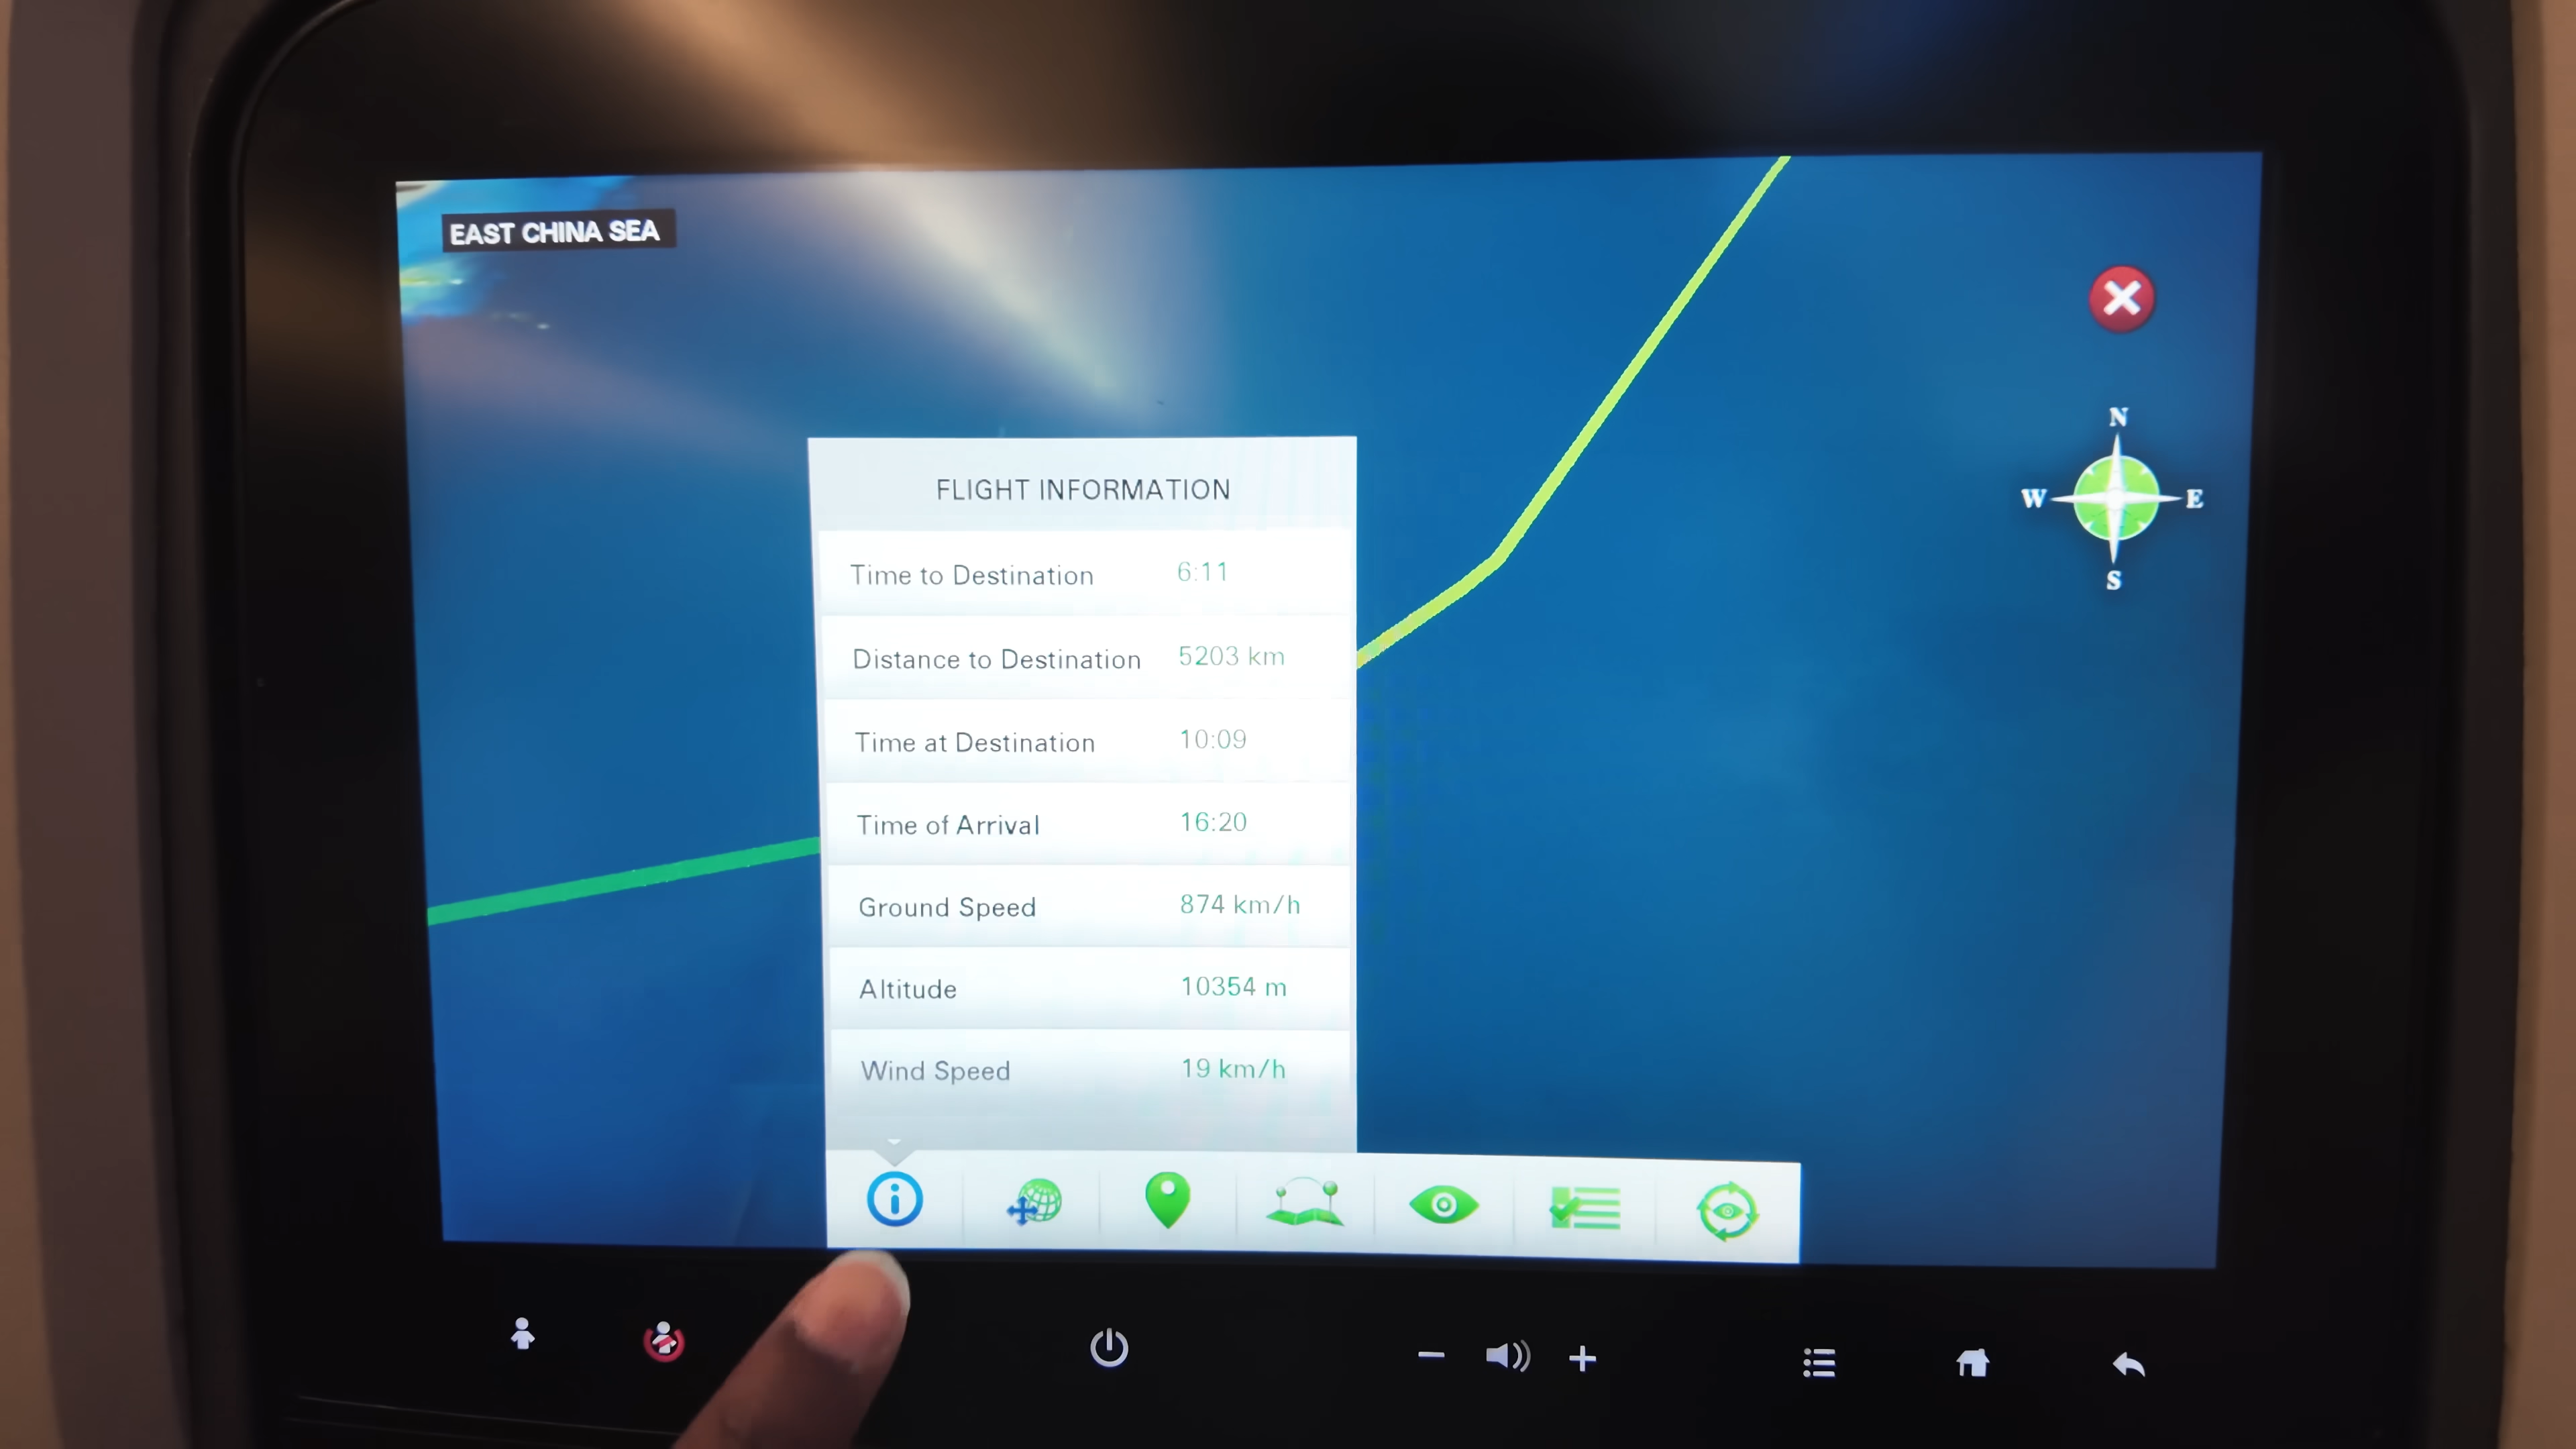 EAST CHINA SEA
N
W E
S
FLIGHT INFORMATION
Time to Destination 6:11
Distance to Destination 5203 km
Time at Destination 10:09
Time of Arrival 16:20
Ground Speed 874 km/h
Altitude 10354 m
Wind Speed 19 km/h